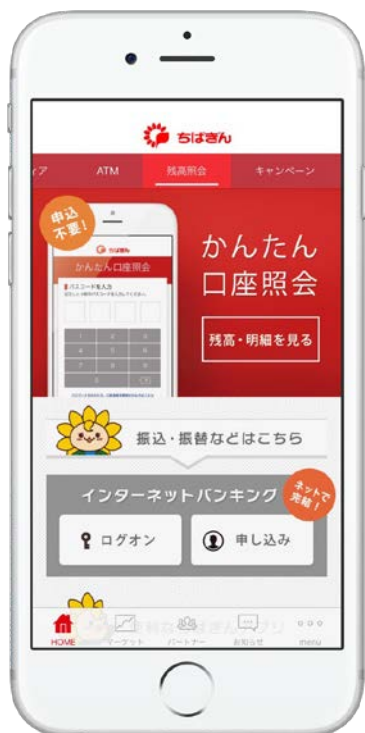 ちばぎん
ィア ATM 残高照会 キャンペーン
申込
不要!
ちばぎん
かんたん口座照会
パスコードを入力
かんたん
口座照会
残高・明細を見る
振込・振替などはこちら
インターネットバンキング
ネットで
完結!
ログオン 申し込み
HOME マーケット パートナー お知らせ menu